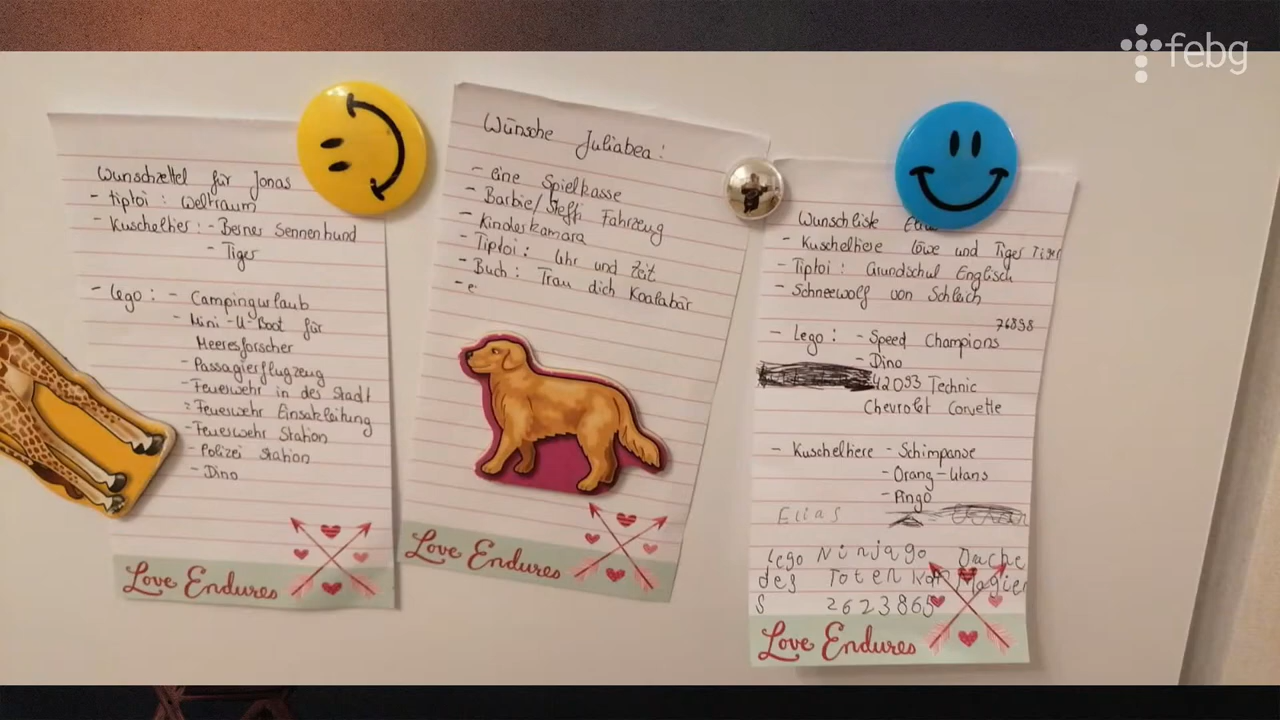 febg
Wunschzettel für Jonas
- tiptoi : Weltraum
- Kuscheltier : - Berner Sennenhund
- Tiger
- Lego : - Campingurlaub
- Mini-U-Boot für
Meeresforscher
- Passagierflugzeug
- Feuerwehr in der Stadt
- Feuerwehr Einsatzleitung
- Feuerwehr Station
- Polizei Station
- Dino
Love Endures
Wünsche Juliabea :
- eine Spielkasse
- Barbie/Steffi Fahrzeug
- Kinderkamara
- Tiptoi : Uhr und Zeit
- Buch : Trau dich Koalabär
- e
Love Endures
Wunschliste
- Kuscheltiere Löwe und Tiger Tiger
- Tiptoi : Grundschul Englisch
- Schneewolf von Schleich
76898
- Lego : - Speed Champions
- Dino
42093 Technic
Chevrolet Corvette
- Kuscheltiere - Schimpanse
- Orang-Utans
- Pingo
Elias
Lego Ninjago Drache
des Toten Magier
S 2623865
Love Endures